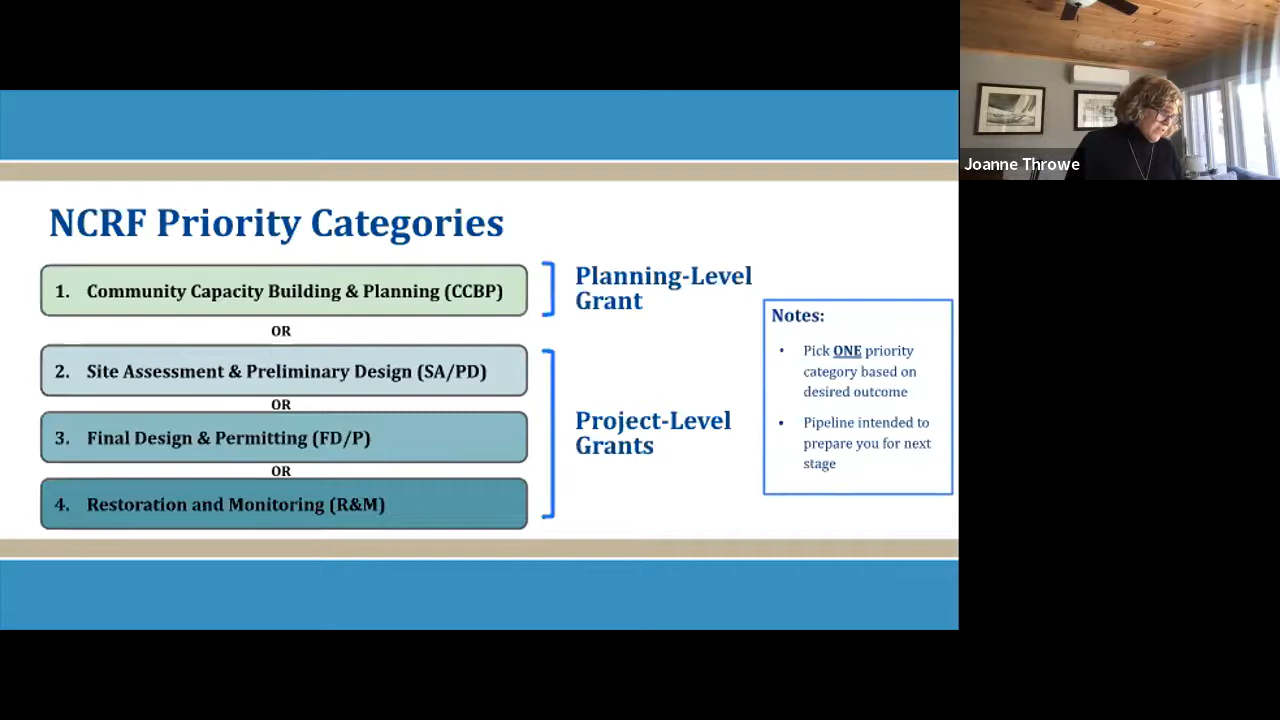 NCRF Priority Categories
1. Community Capacity Building & Planning (CCBP)
OR
2. Site Assessment & Preliminary Design (SA/PD)
OR
3. Final Design & Permitting (FD/P)
OR
4. Restoration and Monitoring (R&M)
Planning-Level
Grant
Project-Level
Grants
Notes:
• Pick ONE priority
category based on
desired outcome
• Pipeline intended to
prepare you for next
stage
Joanne Throwe